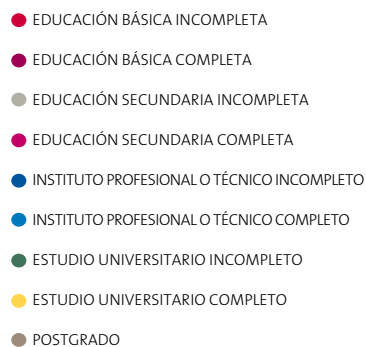 EDUCACIÓN BÁSICA INCOMPLETA
EDUCACIÓN BÁSICA COMPLETA
EDUCACIÓN SECUNDARIA INCOMPLETA
EDUCACIÓN SECUNDARIA COMPLETA
INSTITUTO PROFESIONAL O TÉCNICO INCOMPLETO
INSTITUTO PROFESIONAL O TÉCNICO COMPLETO
ESTUDIO UNIVERSITARIO INCOMPLETO
ESTUDIO UNIVERSITARIO COMPLETO
POSTGRADO